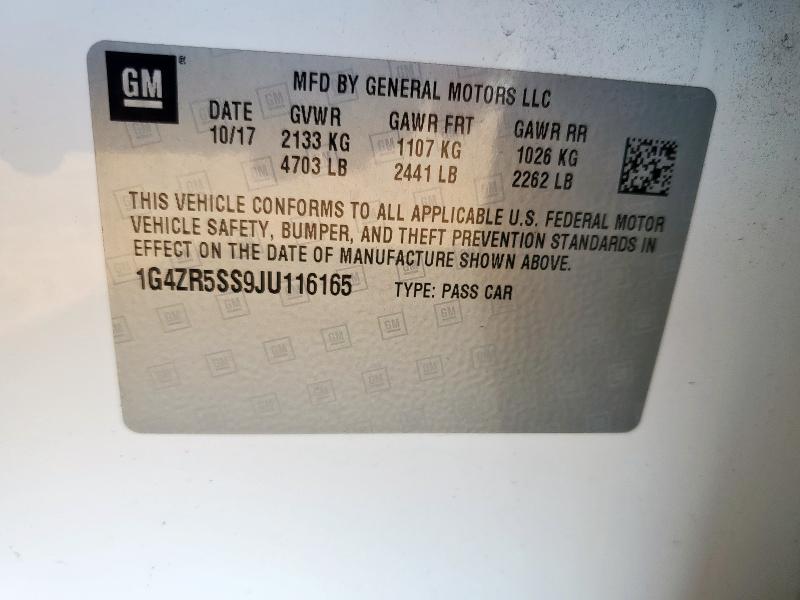 GM®
MFD BY GENERAL MOTORS LLC
DATE GVWR GAWR FRT GAWR RR
10/17 2133 KG 1107 KG 1026 KG
4703 LB 2441 LB 2262 LB
THIS VEHICLE CONFORMS TO ALL APPLICABLE U.S. FEDERAL MOTOR
VEHICLE SAFETY, BUMPER, AND THEFT PREVENTION STANDARDS IN
EFFECT ON THE DATE OF MANUFACTURE SHOWN ABOVE.
1G4ZR5SS9JU116165 TYPE: PASS CAR